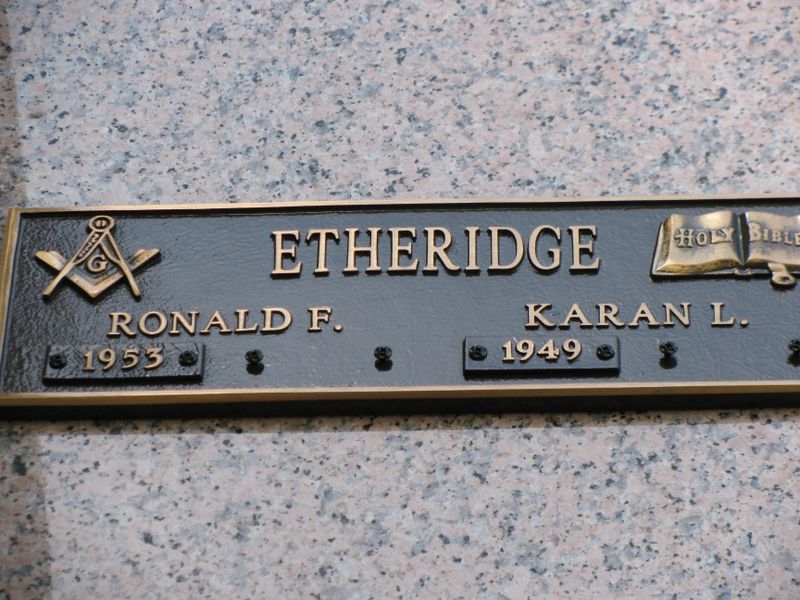 G
ETHERIDGE
HOLY BIBLE
RONALD F.
KARAN L.
1953
1949